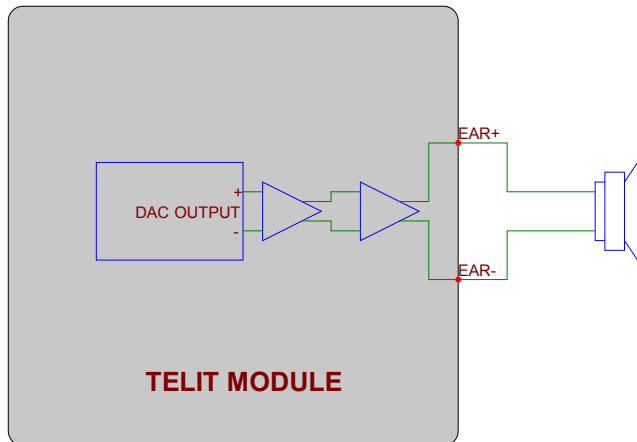 EAR+
+
DAC OUTPUT
-
EAR-
TELIT MODULE